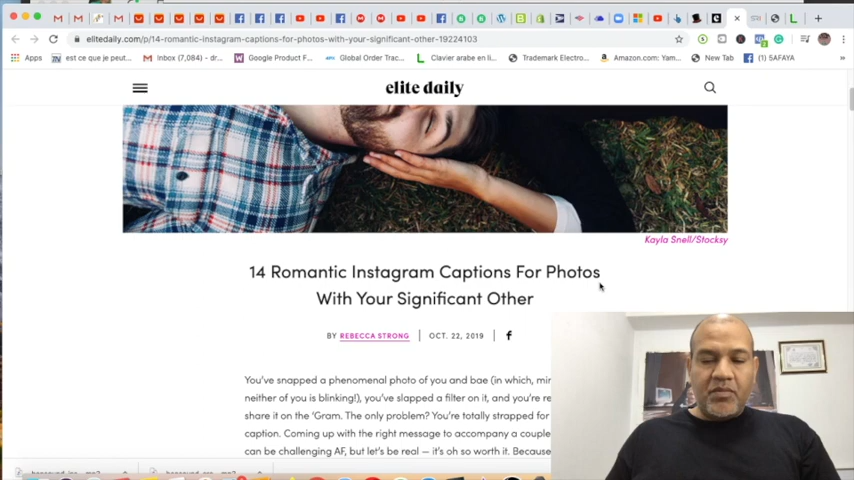 elitedaily.com/p/14-romantic-instagram-captions-for-photos-with-your-significant-other-19224103
Apps
est ce que je peut...
Inbox (7,084) - dr...
Google Product F...
Global Order Trac...
Clavier arabe en li...
Trademark Electro...
Amazon.com: Yam...
New Tab
(1) 5AFAYA
elite daily
Kayla Snell/Stocksy
14 Romantic Instagram Captions For Photos
With Your Significant Other
BY REBECCA STRONG
OCT. 22, 2019
You've snapped a phenomenal photo of you and bae (in which,
neither of you is blinking!), you've slapped a filter on it, and you're
share it on the 'Gram. The only problem? You're totally strapped for
caption. Coming up with the right message to accompany a couple
can be challenging AF, but let's be real — it's oh so worth it. Because